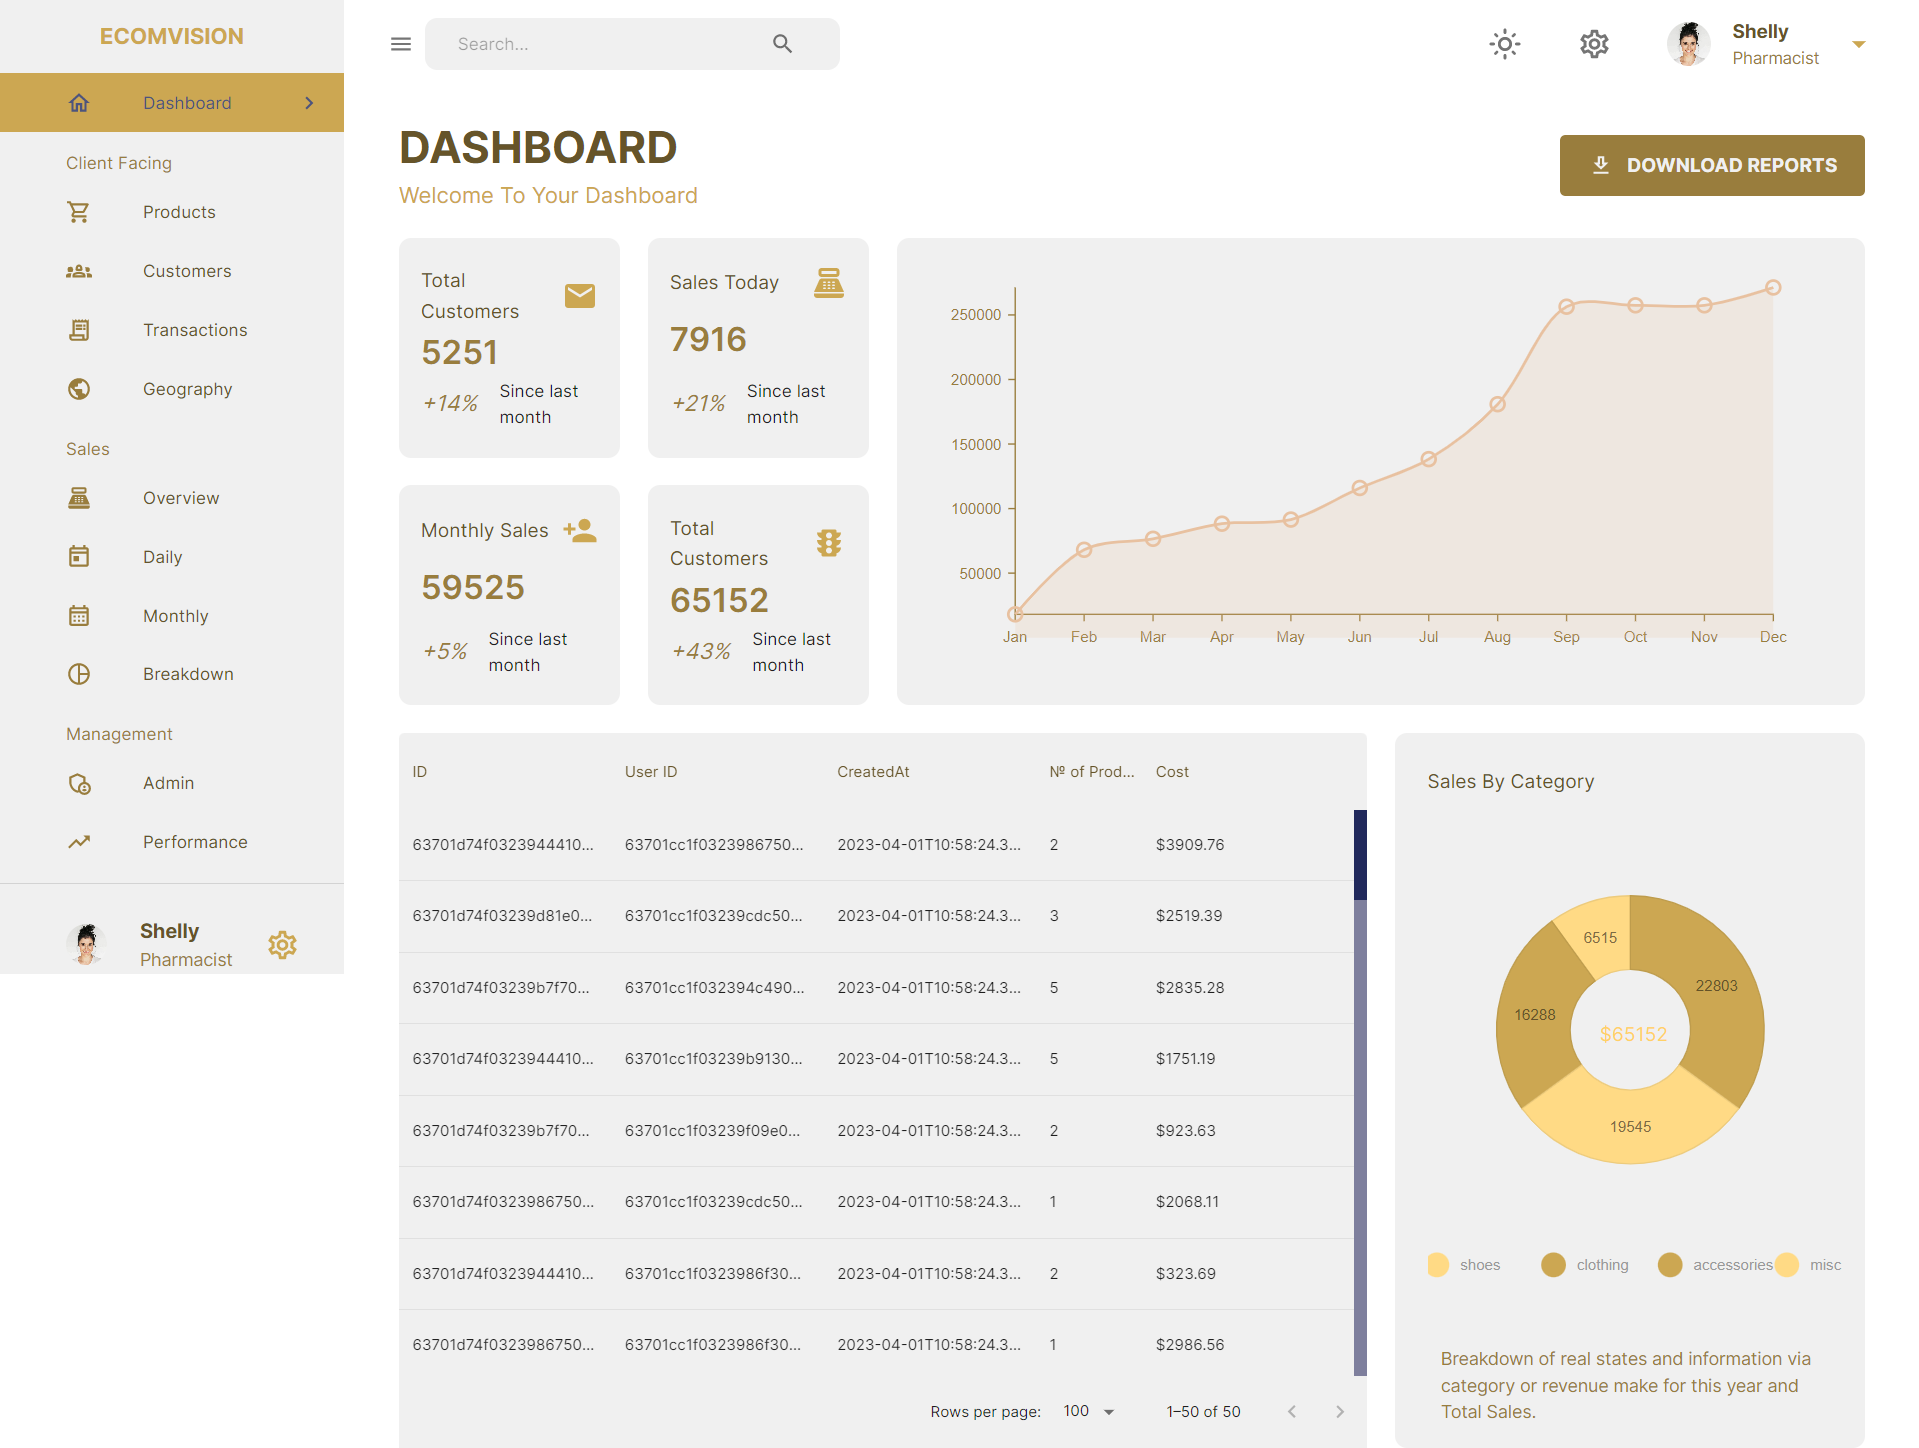 ECOMVISION
Dashboard
Client Facing
Products
Customers
Transactions
Geography
Sales
Overview
Daily
Monthly
Breakdown
Management
Admin
Performance
Shelly
Pharmacist
Search...
Shelly
Pharmacist
DASHBOARD
Welcome To Your Dashboard
DOWNLOAD REPORTS
Total
Customers
5251
+14%
Since last
month
Sales Today
7916
+21%
Since last
month
Monthly Sales
59525
+5%
Since last
month
Total
Customers
65152
+43%
Since last
month
250000
200000
150000
100000
50000
Jan Feb Mar Apr May Jun Jul Aug Sep Oct Nov Dec
ID User ID CreatedAt № of Prod... Cost
63701d74f0323944410... 63701cc1f0323986750... 2023-04-01T10:58:24.3... 2 $3909.76
63701d74f03239d81e0... 63701cc1f03239cdc50... 2023-04-01T10:58:24.3... 3 $2519.39
63701d74f03239b7f70... 63701cc1f032394c490... 2023-04-01T10:58:24.3... 5 $2835.28
63701d74f0323944410... 63701cc1f03239b9130... 2023-04-01T10:58:24.3... 5 $1751.19
63701d74f03239b7f70... 63701cc1f03239f09e0... 2023-04-01T10:58:24.3... 2 $923.63
63701d74f0323986750... 63701cc1f03239cdc50... 2023-04-01T10:58:24.3... 1 $2068.11
63701d74f0323944410... 63701cc1f0323986f30... 2023-04-01T10:58:24.3... 2 $323.69
63701d74f0323986750... 63701cc1f0323986f30... 2023-04-01T10:58:24.3... 1 $2986.56
Rows per page: 100 1–50 of 50
Sales By Category
6515
22803
16288
$65152
19545
shoes clothing accessories misc
Breakdown of real states and information via
category or revenue make for this year and
Total Sales.